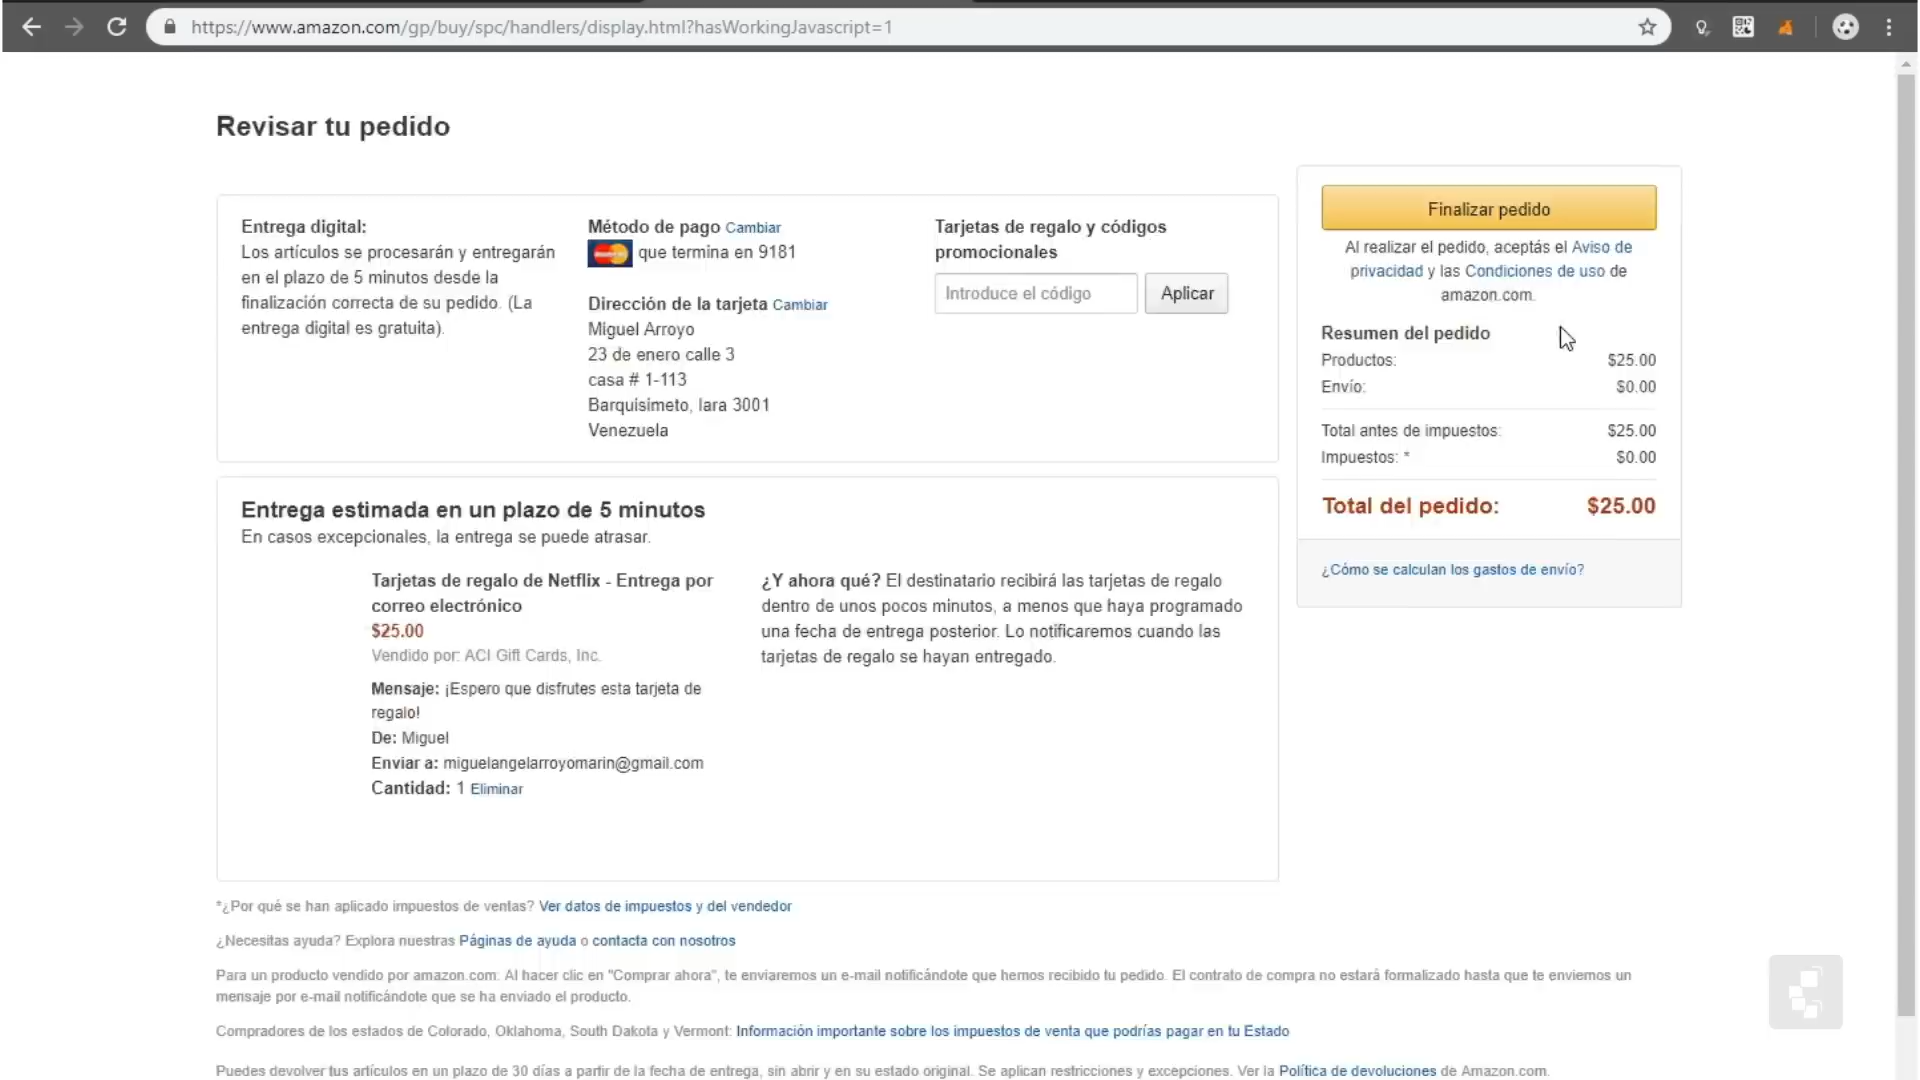 https://www.amazon.com/gp/buy/spc/handlers/display.html?hasWorkingJavascript=1
Revisar tu pedido
Entrega digital:
Los artículos se procesarán y entregarán
en el plazo de 5 minutos desde la
finalización correcta de su pedido. (La
entrega digital es gratuita).
Método de pago Cambiar
que termina en 9181
Dirección de la tarjeta Cambiar
Miguel Arroyo
23 de enero calle 3
casa # 1-113
Barquisimeto, lara 3001
Venezuela
Tarjetas de regalo y códigos
promocionales
Introduce el código
Aplicar
Finalizar pedido
Al realizar el pedido, aceptás el Aviso de
privacidad y las Condiciones de uso de
amazon.com.
Resumen del pedido
Productos: $25.00
Envío: $0.00
Total antes de impuestos: $25.00
Impuestos: * $0.00
Total del pedido: $25.00
¿Cómo se calculan los gastos de envío?
Entrega estimada en un plazo de 5 minutos
En casos excepcionales, la entrega se puede atrasar.
Tarjetas de regalo de Netflix - Entrega por
correo electrónico
$25.00
Vendido por: ACI Gift Cards, Inc.
Mensaje: ¡Espero que disfrutes esta tarjeta de
regalo!
De: Miguel
Enviar a: miguelangelarroyomarin@gmail.com
Cantidad: 1 Eliminar
¿Y ahora qué? El destinatario recibirá las tarjetas de regalo
dentro de unos pocos minutos, a menos que haya programado
una fecha de entrega posterior. Lo notificaremos cuando las
tarjetas de regalo se hayan entregado.
*¿Por qué se han aplicado impuestos de ventas? Ver datos de impuestos y del vendedor
¿Necesitas ayuda? Explora nuestras Páginas de ayuda o contacta con nosotros
Para un producto vendido por amazon.com: Al hacer clic en "Comprar ahora", te enviaremos un e-mail notificándote que hemos recibido tu pedido. El contrato de compra no estará formalizado hasta que te enviemos un
mensaje por e-mail notificándote que se ha enviado el producto.
Compradores de los estados de Colorado, Oklahoma, South Dakota y Vermont: Información importante sobre los impuestos de venta que podrías pagar en tu Estado
Puedes devolver tus artículos en un plazo de 30 días a partir de la fecha de entrega, sin abrir y en su estado original. Se aplican restricciones y excepciones. Ver la Política de devoluciones de Amazon.com.